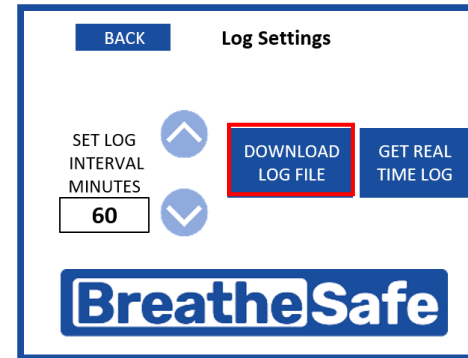 BACK
Log Settings
SET LOG
INTERVAL
MINUTES
60
DOWNLOAD
LOG FILE
GET REAL
TIME LOG
BreatheSafe